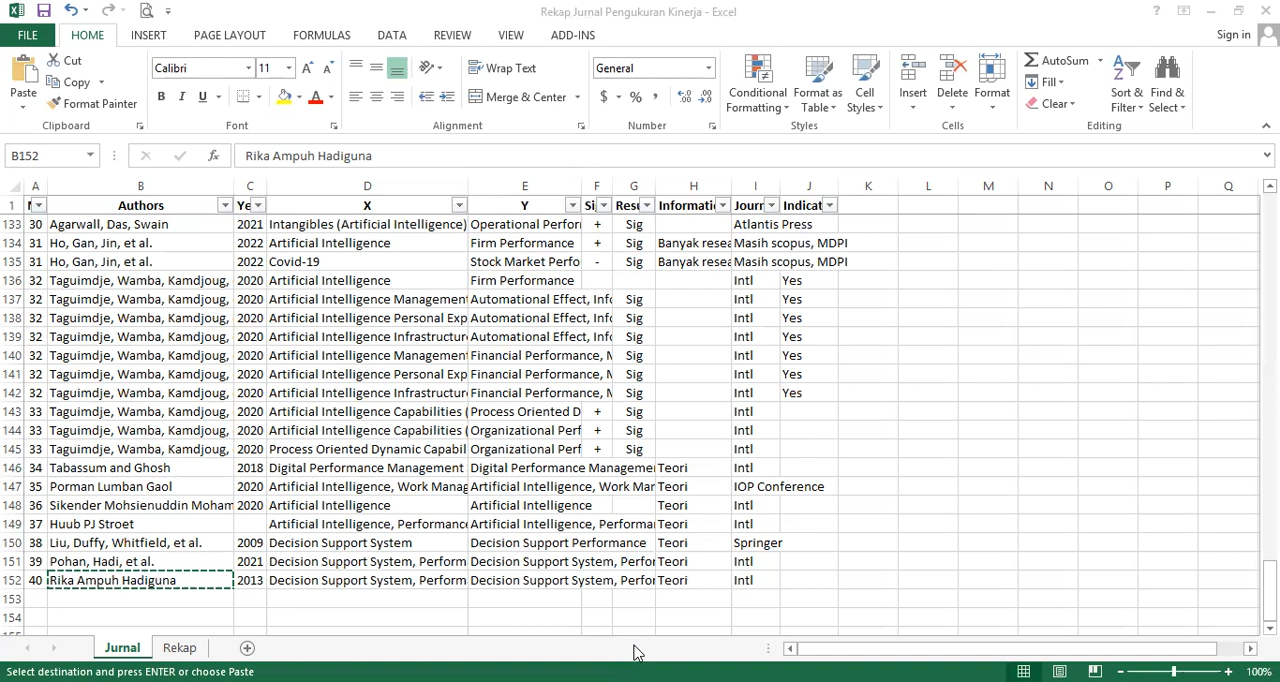 Rekap Jurnal Pengukuran Kinerja - Excel
FILE HOME INSERT PAGE LAYOUT FORMULAS DATA REVIEW VIEW ADD-INS Sign in
Paste Cut Copy Format Painter Clipboard
Calibri 11 B I U A A A Font
Wrap Text Merge & Center Alignment
General $ % , Number
Conditional Formatting Format as Table Cell Styles Styles
Insert Delete Format Cells
AutoSum Fill Clear Sort & Filter Find & Select Editing
B152 fx Rika Ampuh Hadiguna
A B C D E F G H I J K L M N O P Q
1 Authors Ye X Y Si Resu Informati Journ Indicat
133 30 Agarwall, Das, Swain 2021 Intangibles (Artificial Intelligence) Operational Perfor + Sig Atlantis Press
134 31 Ho, Gan, Jin, et al. 2022 Artificial Intelligence Firm Performance + Sig Banyak resea Masih scopus, MDPI
135 31 Ho, Gan, Jin, et al. 2022 Covid-19 Stock Market Perfo - Sig Banyak resea Masih scopus, MDPI
136 32 Taguimdje, Wamba, Kamdjoug, 2020 Artificial Intelligence Firm Performance Intl Yes
137 32 Taguimdje, Wamba, Kamdjoug, 2020 Artificial Intelligence Management Automational Effect, Info Sig Intl Yes
138 32 Taguimdje, Wamba, Kamdjoug, 2020 Artificial Intelligence Personal Exp Automational Effect, Info Sig Intl Yes
139 32 Taguimdje, Wamba, Kamdjoug, 2020 Artificial Intelligence Infrastructure Automational Effect, Info Sig Intl Yes
140 32 Taguimdje, Wamba, Kamdjoug, 2020 Artificial Intelligence Management Financial Performance, M Sig Intl Yes
141 32 Taguimdje, Wamba, Kamdjoug, 2020 Artificial Intelligence Personal Exp Financial Performance, M Sig Intl Yes
142 32 Taguimdje, Wamba, Kamdjoug, 2020 Artificial Intelligence Infrastructure Financial Performance, M Sig Intl Yes
143 33 Taguimdje, Wamba, Kamdjoug, 2020 Artificial Intelligence Capabilities ( Process Oriented D + Sig Intl
144 33 Taguimdje, Wamba, Kamdjoug, 2020 Artificial Intelligence Capabilities ( Organizational Perf + Sig Intl
145 33 Taguimdje, Wamba, Kamdjoug, 2020 Process Oriented Dynamic Capabil Organizational Perf + Sig Intl
146 34 Tabassum and Ghosh 2018 Digital Performance Management Digital Performance Manageme Teori Intl
147 35 Porman Lumban Gaol 2020 Artificial Intelligence, Work Manag Artificial Intelligence, Work Mar Teori IOP Conference
148 36 Sikender Mohsienuddin Moham 2020 Artificial Intelligence Artificial Intelligence Teori Intl
149 37 Huub PJ Stroet Artificial Intelligence, Performance Artificial Intelligence, Performa Teori Intl
150 38 Liu, Duffy, Whitfield, et al. 2009 Decision Support System Decision Support Performance Teori Springer
151 39 Pohan, Hadi, et al. 2021 Decision Support System, Perform Decision Support System, Perfo Teori Intl
152 40 Rika Ampuh Hadiguna 2013 Decision Support System, Perform Decision Support System, Perfo Teori Intl
153
154
Jurnal Rekap
Select destination and press ENTER or choose Paste 100%